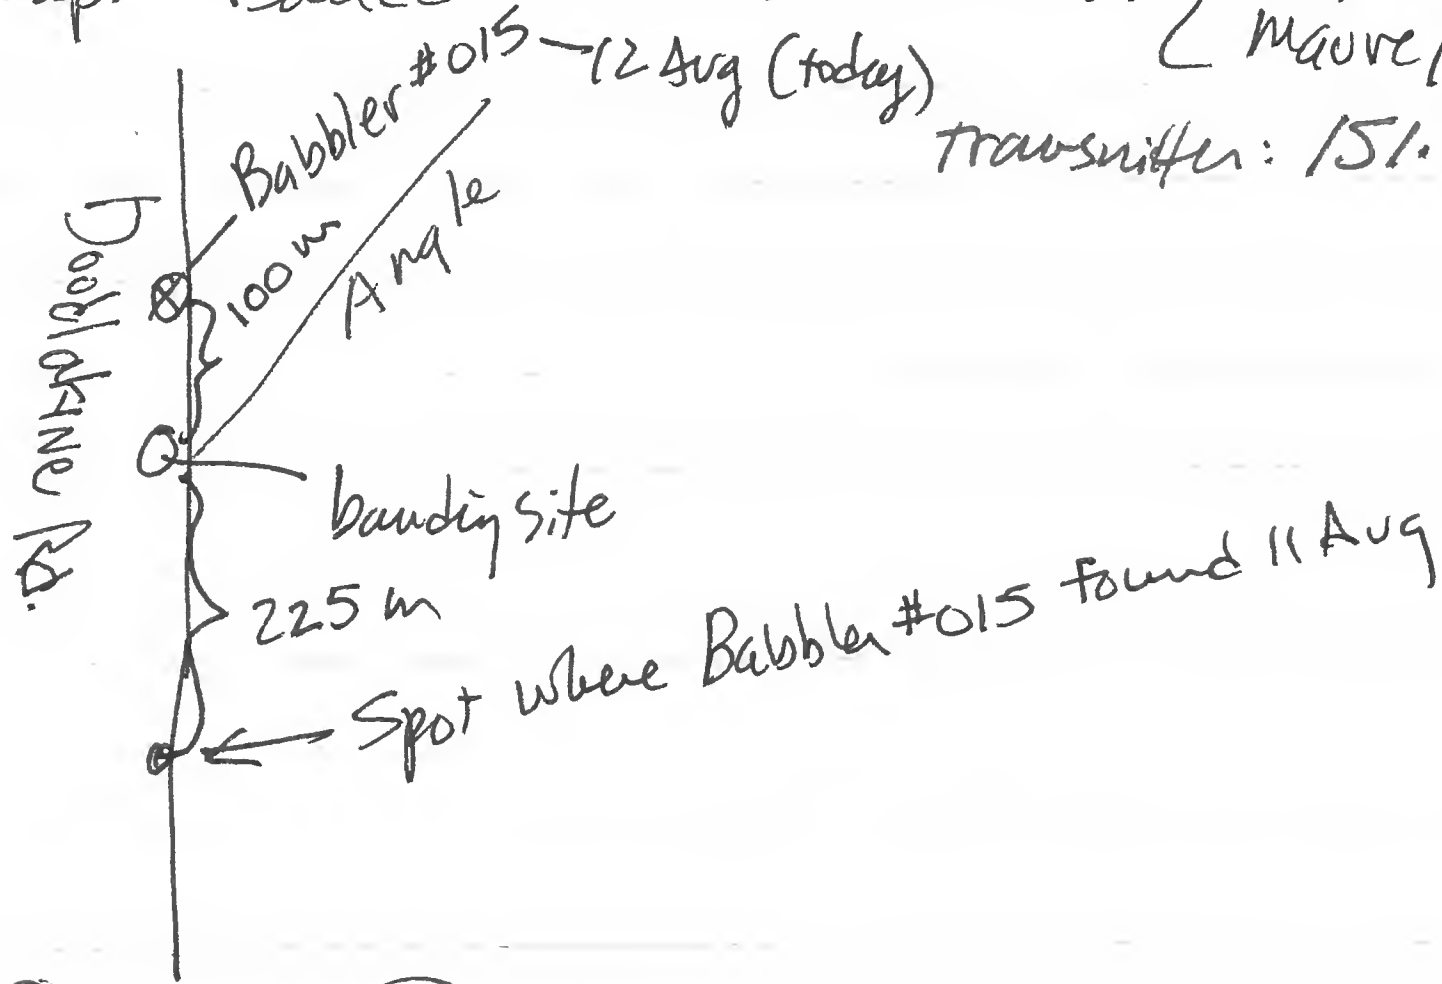 Babbler #015 — 12 Aug (today)
{ mauve/
transmitter: 151.
100 m
Angle
banding site
225 m
Spot where Babbler #015 found 11 Aug
Rd.